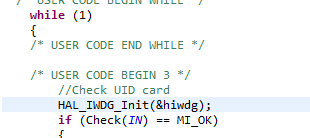 /* USER CODE BEGIN WHILE */
while (1)
{
/* USER CODE END WHILE */
/* USER CODE BEGIN 3 */
//Check UID card
HAL_IWDG_Init(&hiwdg);
if (Check(IN) == MI_OK)
{